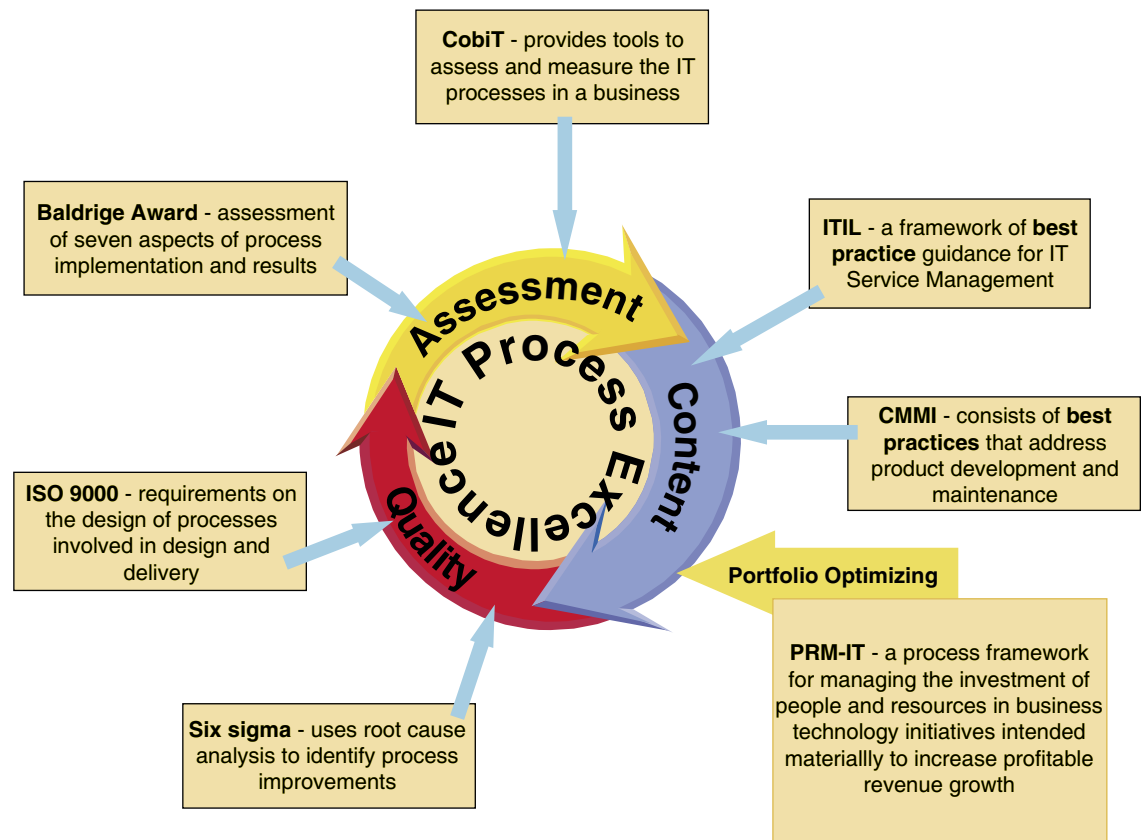 CobiT - provides tools to
assess and measure the IT
processes in a business
Baldrige Award - assessment
of seven aspects of process
implementation and results
ITIL - a framework of best
practice guidance for IT
Service Management
Assessment
Content
Quality
IT Process Excellence
CMMI - consists of best
practices that address
product development and
maintenance
ISO 9000 - requirements on
the design of processes
involved in design and
delivery
Portfolio Optimizing
PRM-IT - a process framework
for managing the investment of
people and resources in business
technology initiatives intended
materiallly to increase profitable
revenue growth
Six sigma - uses root cause
analysis to identify process
improvements